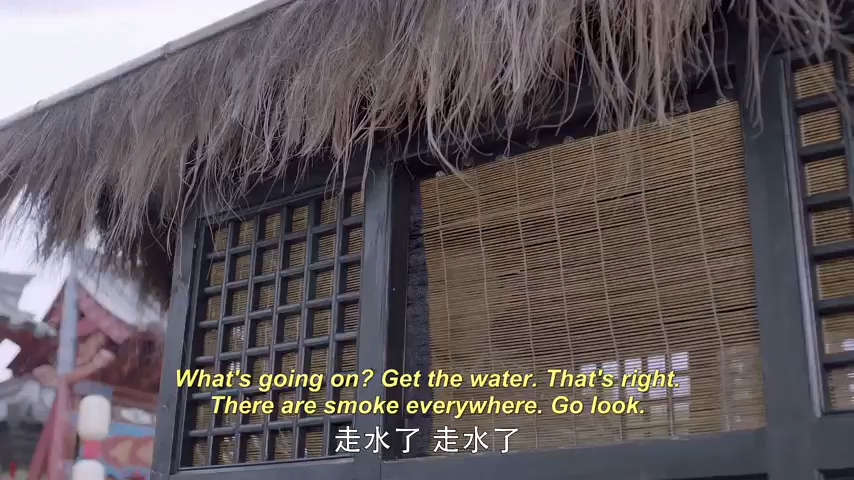 What's going on? Get the water. That's right.
There are smoke everywhere. Go look.
走水了 走水了